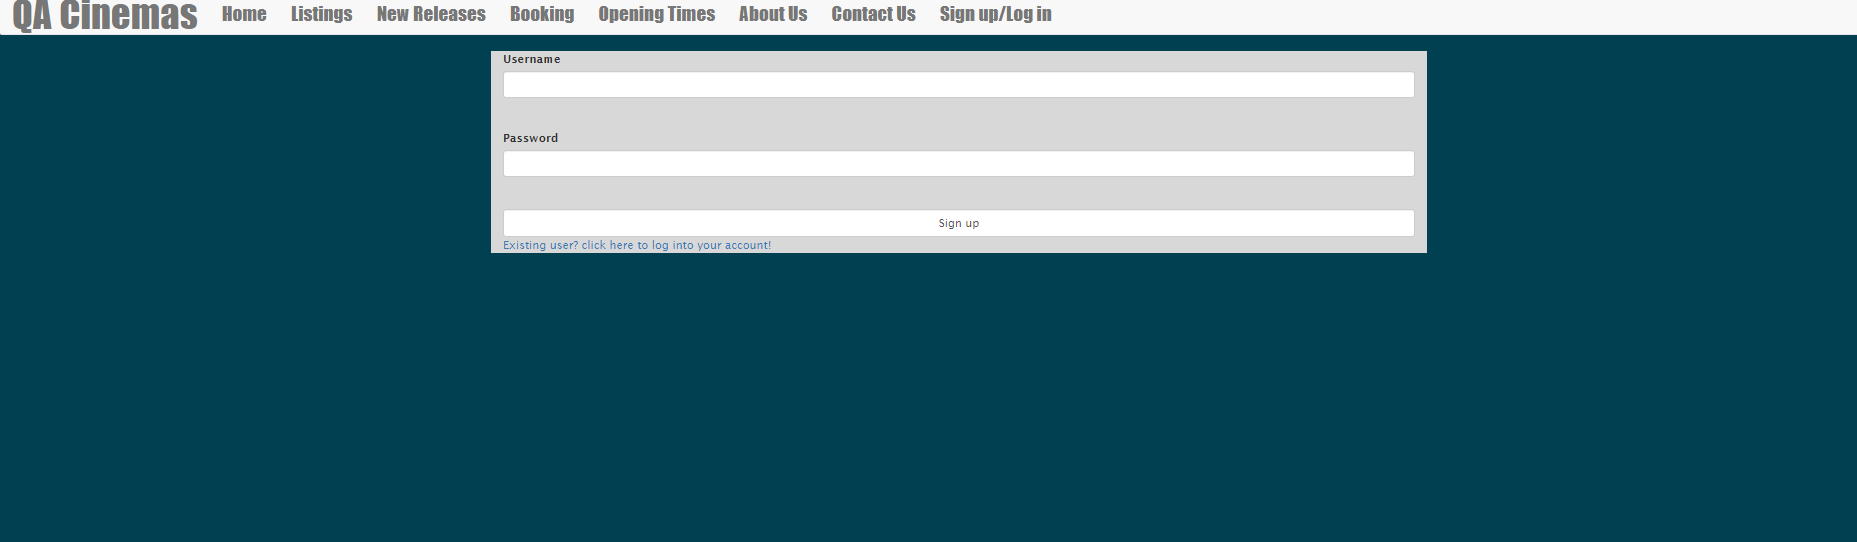 QA Cinemas Home Listings New Releases Booking Opening Times About Us Contact Us Sign up/Log in
Username
Password
Sign up
Existing user? click here to log into your account!